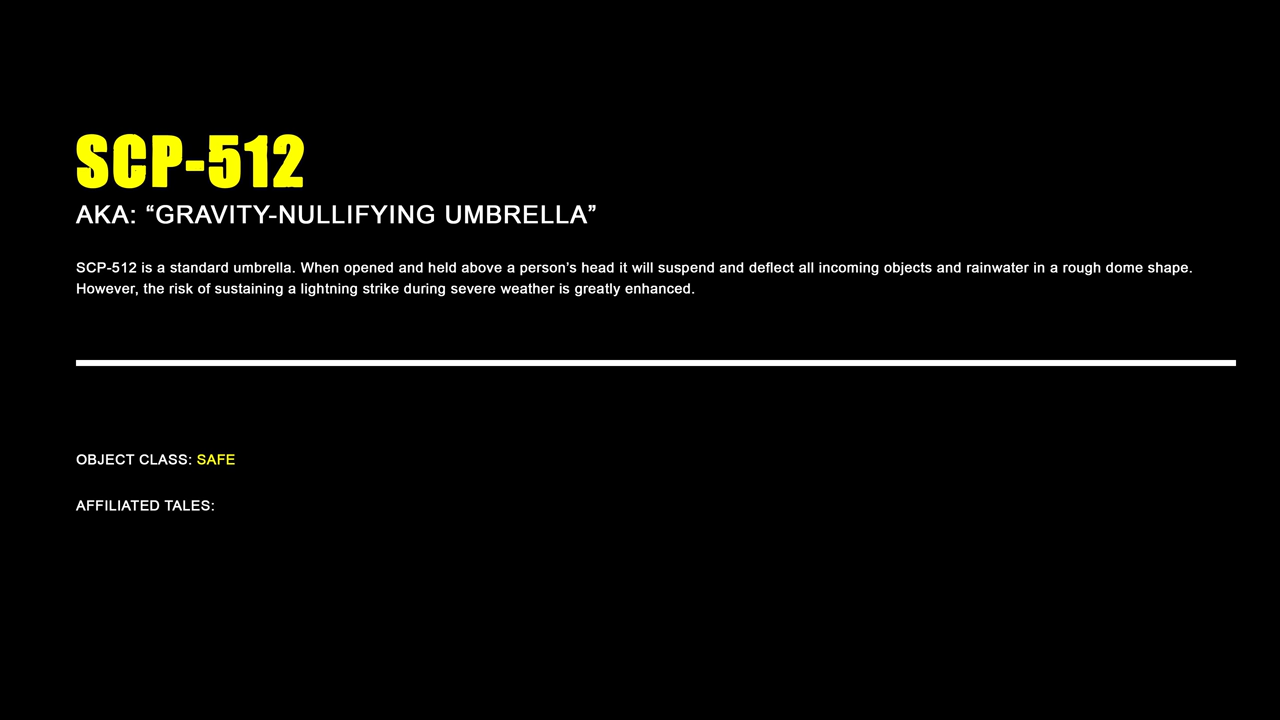 SCP-512
AKA: “GRAVITY-NULLIFYING UMBRELLA”
SCP-512 is a standard umbrella. When opened and held above a person’s head it will suspend and deflect all incoming objects and rainwater in a rough dome shape.
However, the risk of sustaining a lightning strike during severe weather is greatly enhanced.
OBJECT CLASS: SAFE
AFFILIATED TALES: